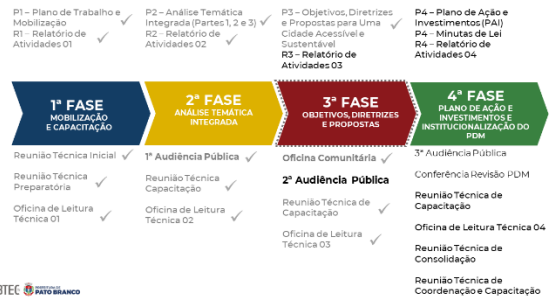 P1 – Plano de Trabalho e
Mobilização
R1 – Relatório de
Atividades 01
P2 – Análise Temática
Integrada (Partes 1, 2 e 3)
R2 – Relatório de
Atividades 02
P3 – Objetivos, Diretrizes
e Propostas para Uma
Cidade Acessível e
Sustentável
R3 – Relatório de
Atividades 03
P4 – Plano de Ação e
Investimentos (PAI)
P4 – Minutas de Lei
R4 – Relatório de
Atividades 04
1ª FASE
MOBILIZAÇÃO
E CAPACITAÇÃO
2ª FASE
ANÁLISE TEMÁTICA
INTEGRADA
3ª FASE
OBJETIVOS, DIRETRIZES
E PROPOSTAS
4ª FASE
PLANO DE AÇÃO E
INVESTIMENTOS E
INSTITUCIONALIZAÇÃO DO
PDM
Reunião Técnica Inicial
Reunião Técnica
Preparatória
Oficina de Leitura
Técnica 01
1ª Audiência Pública
Reunião Técnica
Capacitação
Oficina de Leitura
Técnica 02
Oficina Comunitária
2ª Audiência Pública
Reunião Técnica de
Capacitação
Oficina de Leitura
Técnica 03
3ª Audiência Pública
Conferência Revisão PDM
Reunião Técnica de
Capacitação
Oficina de Leitura Técnica 04
Reunião Técnica de
Consolidação
Reunião Técnica de
Coordenação e Capacitação
PATO BRANCO